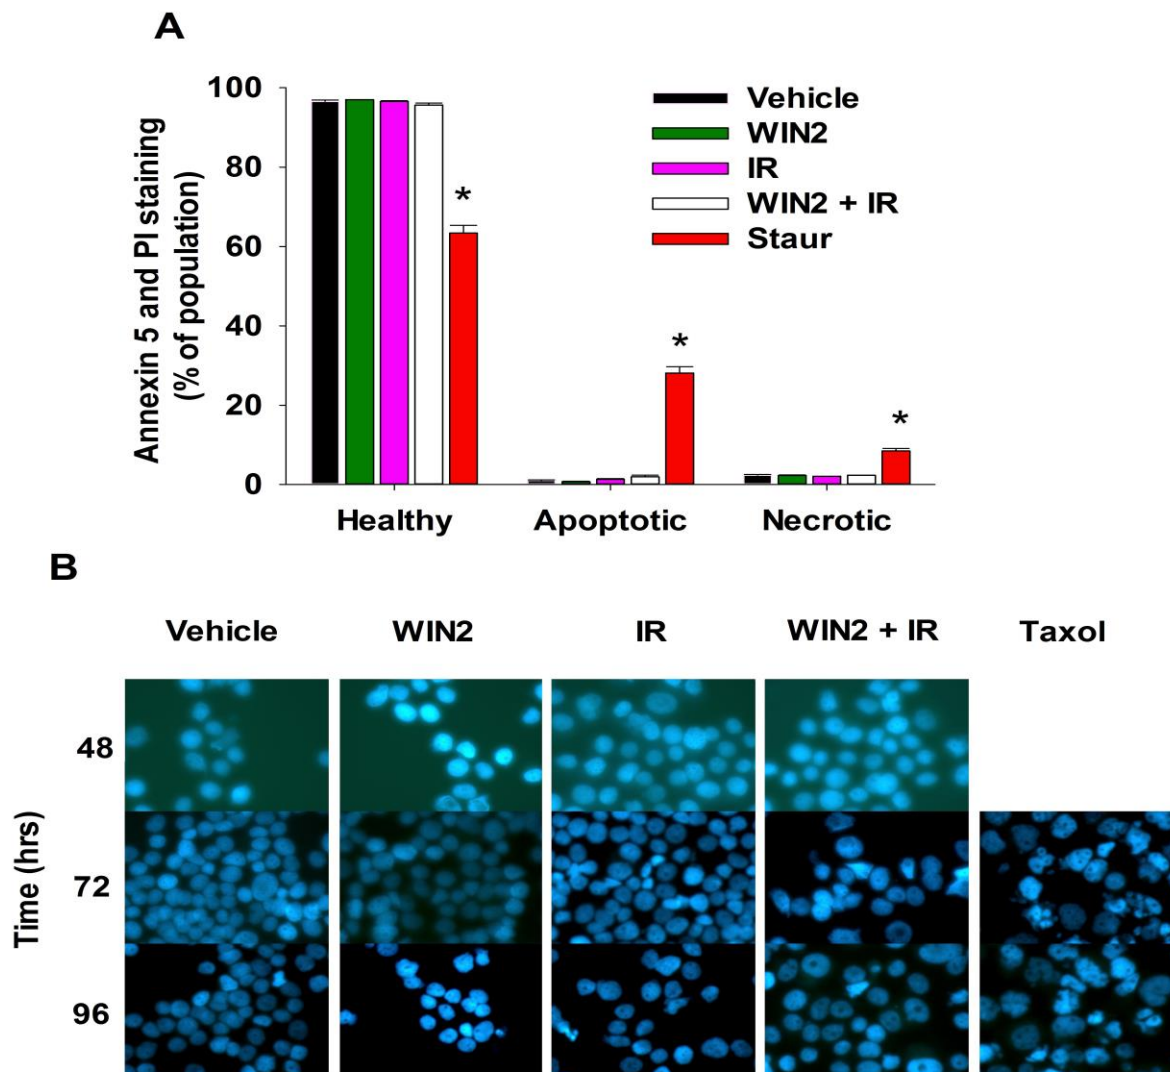 A
Annexin 5 and PI staining
(% of population)
100
80
60
40
20
0
*
*
*
Vehicle
WIN2
IR
WIN2 + IR
Staur
Healthy Apoptotic Necrotic
B
Vehicle WIN2 IR WIN2 + IR Taxol
Time (hrs)
48
72
96